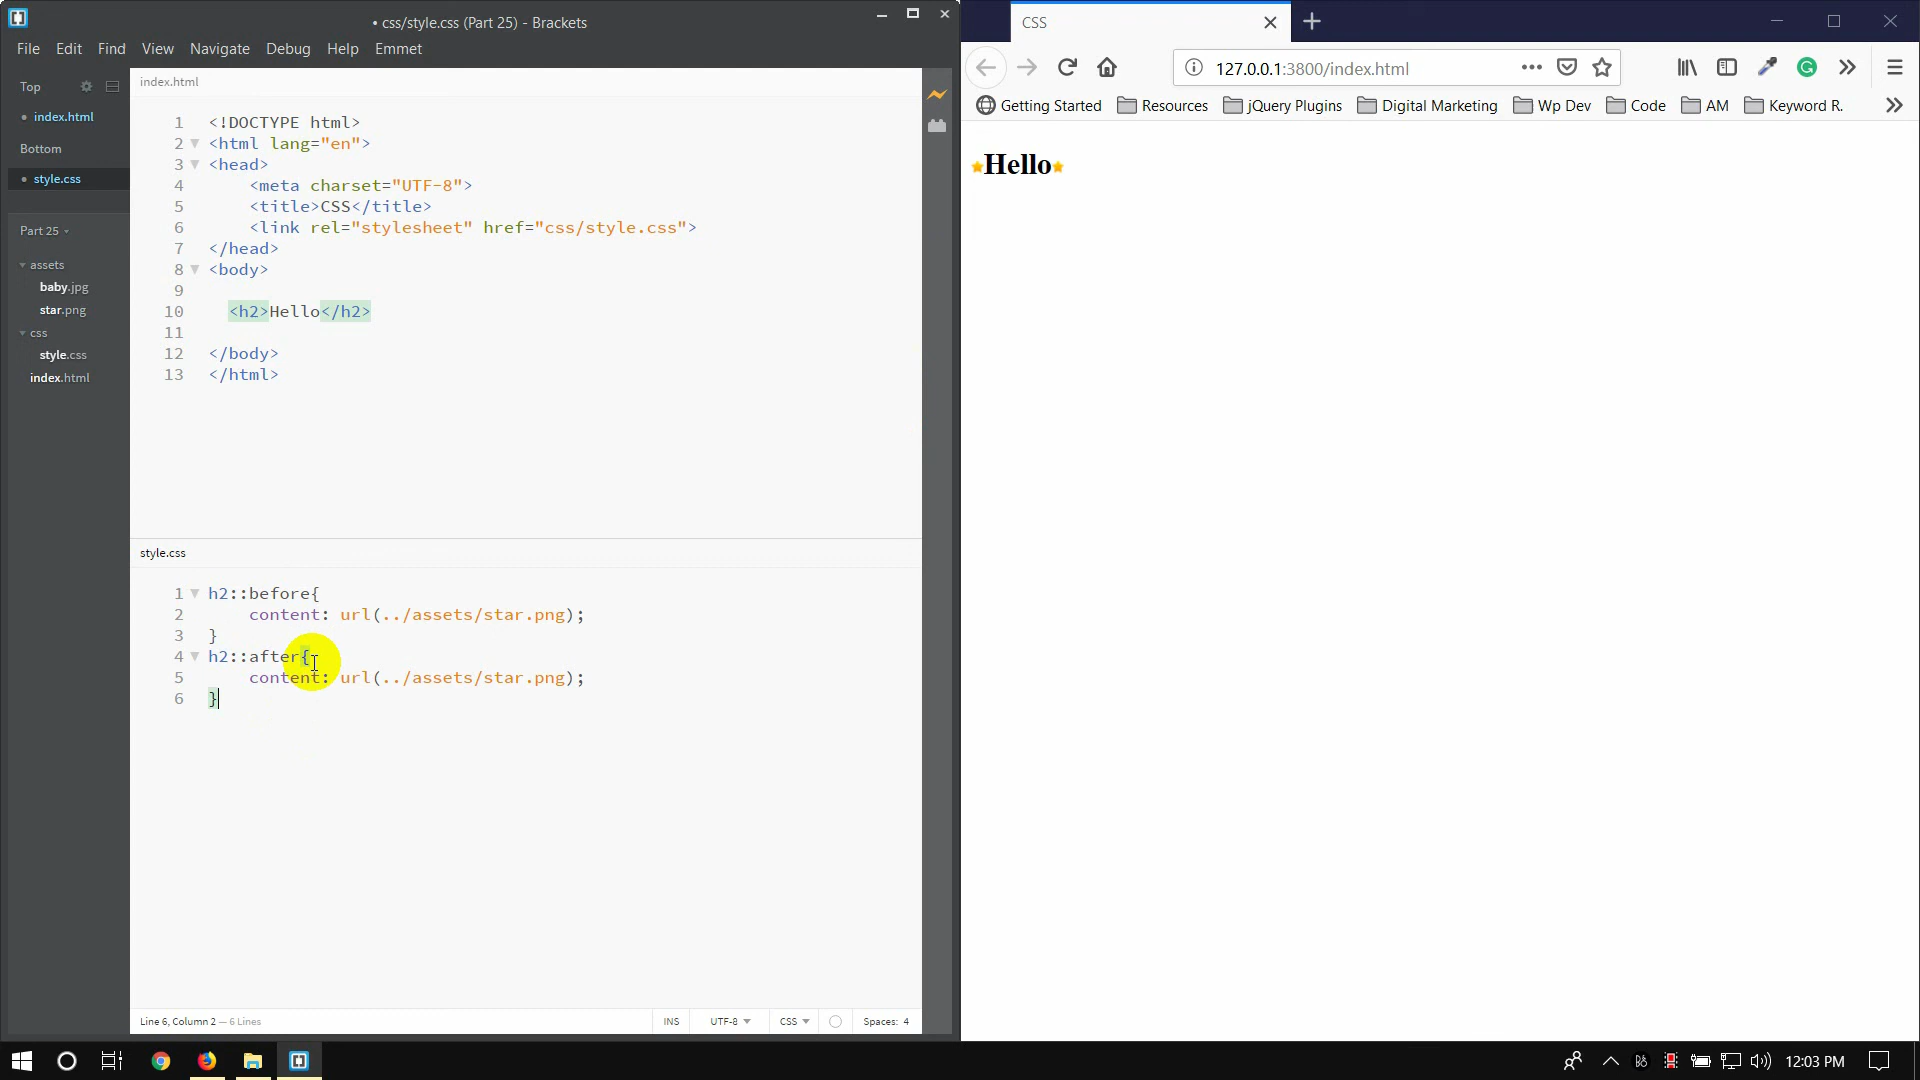 • css/style.css (Part 25) - Brackets
File Edit Find View Navigate Debug Help Emmet
Top
• index.html
Bottom
• style.css
Part 25
assets
baby.jpg
star.png
css
style.css
index.html
index.html
1 <!DOCTYPE html>
2 <html lang="en">
3 <head>
4 <meta charset="UTF-8">
5 <title>CSS</title>
6 <link rel="stylesheet" href="css/style.css">
7 </head>
8 <body>
9
10 <h2>Hello</h2>
11
12 </body>
13 </html>
style.css
1 h2::before{
2 content: url(../assets/star.png);
3 }
4 h2::after{
5 content: url(../assets/star.png);
6 }
Line 6, Column 2 — 6 Lines
INS UTF-8 CSS Spaces: 4
CSS
127.0.0.1:3800/index.html
Getting Started Resources jQuery Plugins Digital Marketing Wp Dev Code AM Keyword R.
Hello
12:03 PM